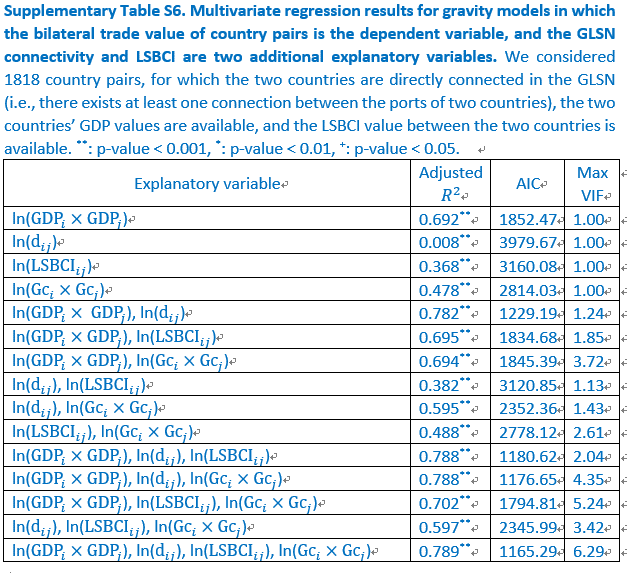 Supplementary Table S6. Multivariate regression results for gravity models in which
the bilateral trade value of country pairs is the dependent variable, and the GLSN
connectivity and LSBCI are two additional explanatory variables. We considered
1818 country pairs, for which the two countries are directly connected in the GLSN
(i.e., there exists at least one connection between the ports of two countries), the two
countries' GDP values are available, and the LSBCI value between the two countries is
available. **: p-value < 0.001, *: p-value < 0.01, +: p-value < 0.05.
Explanatory variable Adjusted R² AIC Max VIF
ln(GDPᵢ × GDPⱼ) 0.692** 1852.47 1.00
ln(dᵢⱼ) 0.008** 3979.67 1.00
ln(LSBCIᵢⱼ) 0.368** 3160.08 1.00
ln(Gcᵢ × Gcⱼ) 0.478** 2814.03 1.00
ln(GDPᵢ × GDPⱼ), ln(dᵢⱼ) 0.782** 1229.19 1.24
ln(GDPᵢ × GDPⱼ), ln(LSBCIᵢⱼ) 0.695** 1834.68 1.85
ln(GDPᵢ × GDPⱼ), ln(Gcᵢ × Gcⱼ) 0.694** 1845.39 3.72
ln(dᵢⱼ), ln(LSBCIᵢⱼ) 0.382** 3120.85 1.13
ln(dᵢⱼ), ln(Gcᵢ × Gcⱼ) 0.595** 2352.36 1.43
ln(LSBCIᵢⱼ), ln(Gcᵢ × Gcⱼ) 0.488** 2778.12 2.61
ln(GDPᵢ × GDPⱼ), ln(dᵢⱼ), ln(LSBCIᵢⱼ) 0.788** 1180.62 2.04
ln(GDPᵢ × GDPⱼ), ln(dᵢⱼ), ln(Gcᵢ × Gcⱼ) 0.788** 1176.65 4.35
ln(GDPᵢ × GDPⱼ), ln(LSBCIᵢⱼ), ln(Gcᵢ × Gcⱼ) 0.702** 1794.81 5.24
ln(dᵢⱼ), ln(LSBCIᵢⱼ), ln(Gcᵢ × Gcⱼ) 0.597** 2345.99 3.42
ln(GDPᵢ × GDPⱼ), ln(dᵢⱼ), ln(LSBCIᵢⱼ), ln(Gcᵢ × Gcⱼ) 0.789** 1165.29 6.29